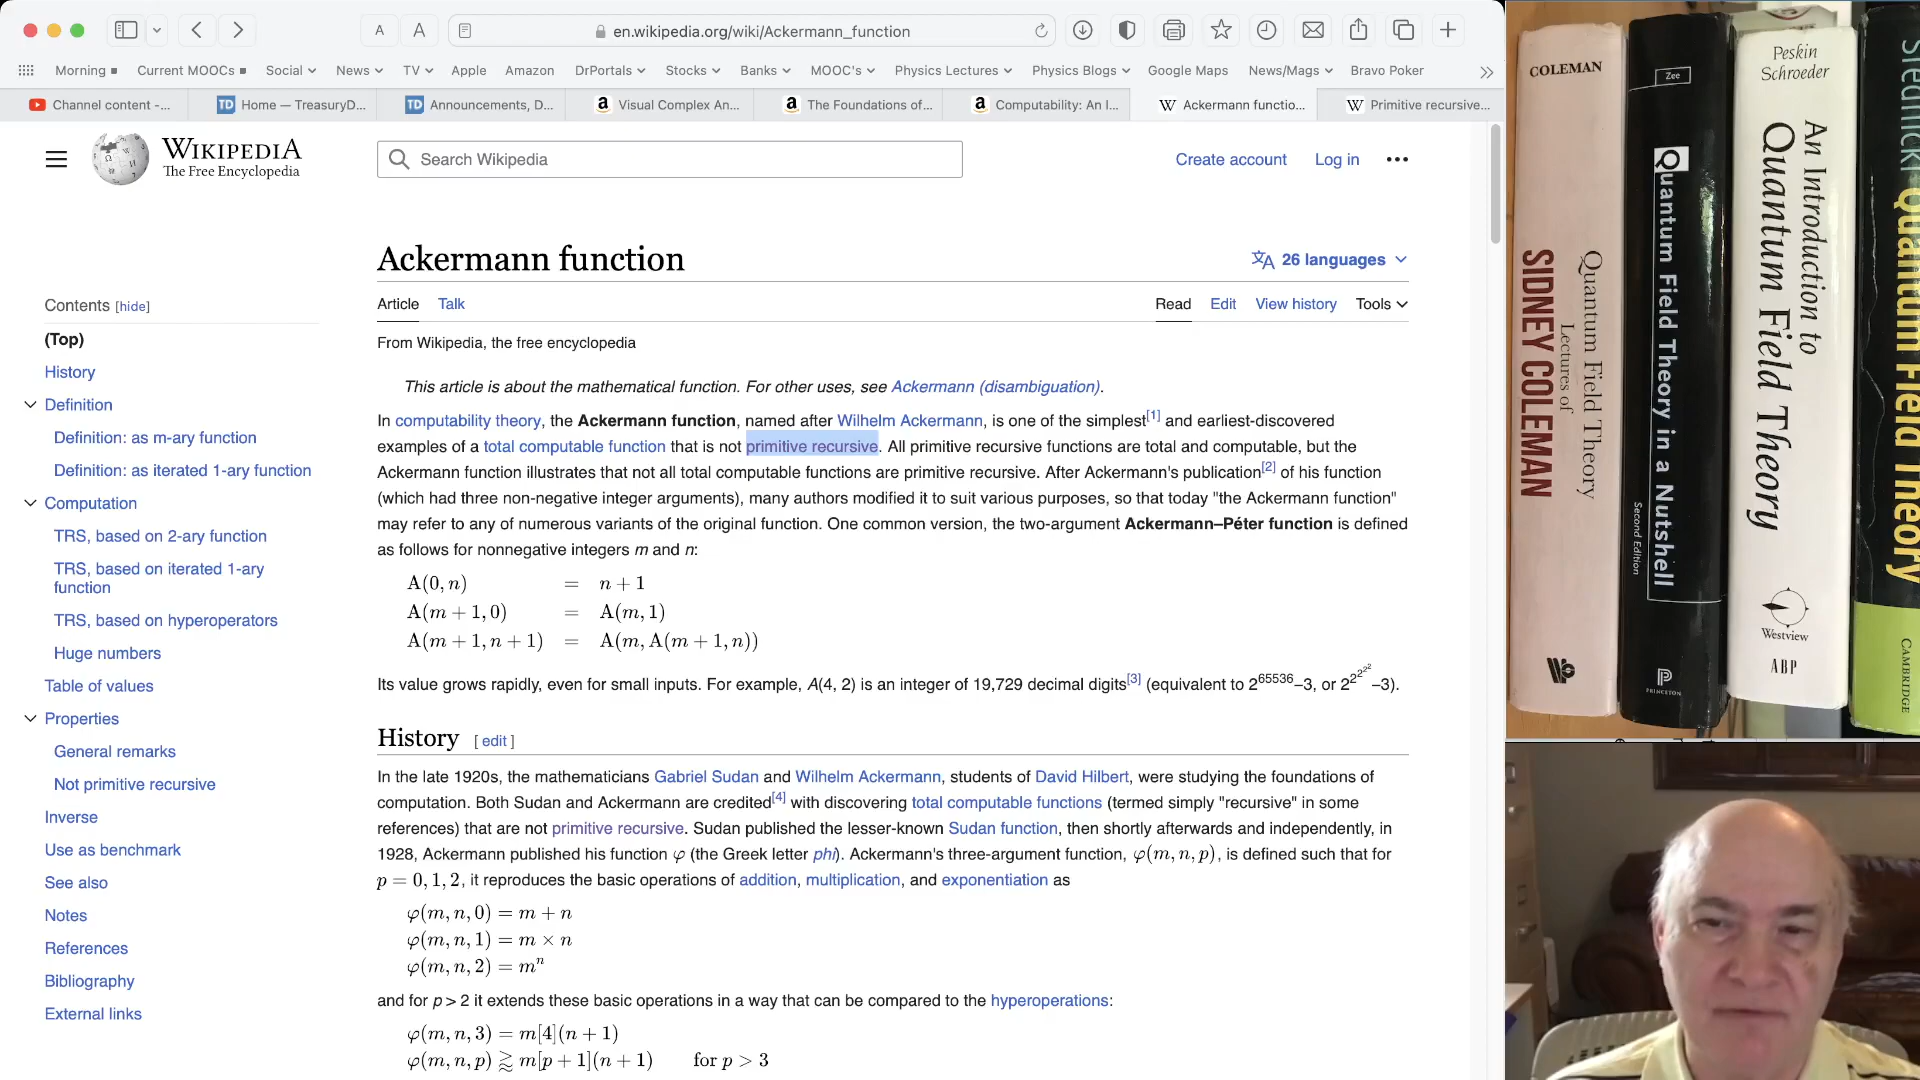 A
A
en.wikipedia.org/wiki/Ackermann_function
Morning
Current MOOCs
Social
News
TV
Apple
Amazon
DrPortals
Stocks
Banks
MOOC's
Physics Lectures
Physics Blogs
Google Maps
News/Mags
Bravo Poker
Channel content -...
TD Home — TreasuryD...
TD Announcements, D...
a Visual Complex An...
a The Foundations of...
a Computability: An I...
W Ackermann functio...
W Primitive recursive...
WIKIPEDIA
The Free Encyclopedia
Search Wikipedia
Create account
Log in
Ackermann function
26 languages
Article
Talk
Read
Edit
View history
Tools
From Wikipedia, the free encyclopedia
Contents [hide]
(Top)
History
Definition
Definition: as m-ary function
Definition: as iterated 1-ary function
Computation
TRS, based on 2-ary function
TRS, based on iterated 1-ary
function
TRS, based on hyperoperators
Huge numbers
Table of values
Properties
General remarks
Not primitive recursive
Inverse
Use as benchmark
See also
Notes
References
Bibliography
External links
This article is about the mathematical function. For other uses, see Ackermann (disambiguation).
In computability theory, the Ackermann function, named after Wilhelm Ackermann, is one of the simplest[1] and earliest-discovered
examples of a total computable function that is not primitive recursive. All primitive recursive functions are total and computable, but the
Ackermann function illustrates that not all total computable functions are primitive recursive. After Ackermann's publication[2] of his function
(which had three non-negative integer arguments), many authors modified it to suit various purposes, so that today "the Ackermann function"
may refer to any of numerous variants of the original function. One common version, the two-argument Ackermann–Péter function is defined
as follows for nonnegative integers m and n:
A(0, n) = n + 1
A(m + 1, 0) = A(m, 1)
A(m + 1, n + 1) = A(m, A(m + 1, n))
Its value grows rapidly, even for small inputs. For example, A(4, 2) is an integer of 19,729 decimal digits[3] (equivalent to 2^65536–3, or 2^2^2^2^2–3).
History [ edit ]
In the late 1920s, the mathematicians Gabriel Sudan and Wilhelm Ackermann, students of David Hilbert, were studying the foundations of
computation. Both Sudan and Ackermann are credited[4] with discovering total computable functions (termed simply "recursive" in some
references) that are not primitive recursive. Sudan published the lesser-known Sudan function, then shortly afterwards and independently, in
1928, Ackermann published his function φ (the Greek letter phi). Ackermann's three-argument function, φ(m, n, p), is defined such that for
p = 0, 1, 2, it reproduces the basic operations of addition, multiplication, and exponentiation as
φ(m, n, 0) = m + n
φ(m, n, 1) = m × n
φ(m, n, 2) = m^n
and for p > 2 it extends these basic operations in a way that can be compared to the hyperoperations:
φ(m, n, 3) = m[4](n + 1)
φ(m, n, p) ⪆ m[p + 1](n + 1) for p > 3
COLEMAN
Lectures of
SIDNEY COLEMAN
Quantum Field Theory
Zee
Quantum Field Theory in a Nutshell
Second Edition
PRINCETON
Peskin
Schroeder
An Introduction to
Quantum Field Theory
Westview
ABP
Srednicki
Quantum Field Theory
CAMBRIDGE